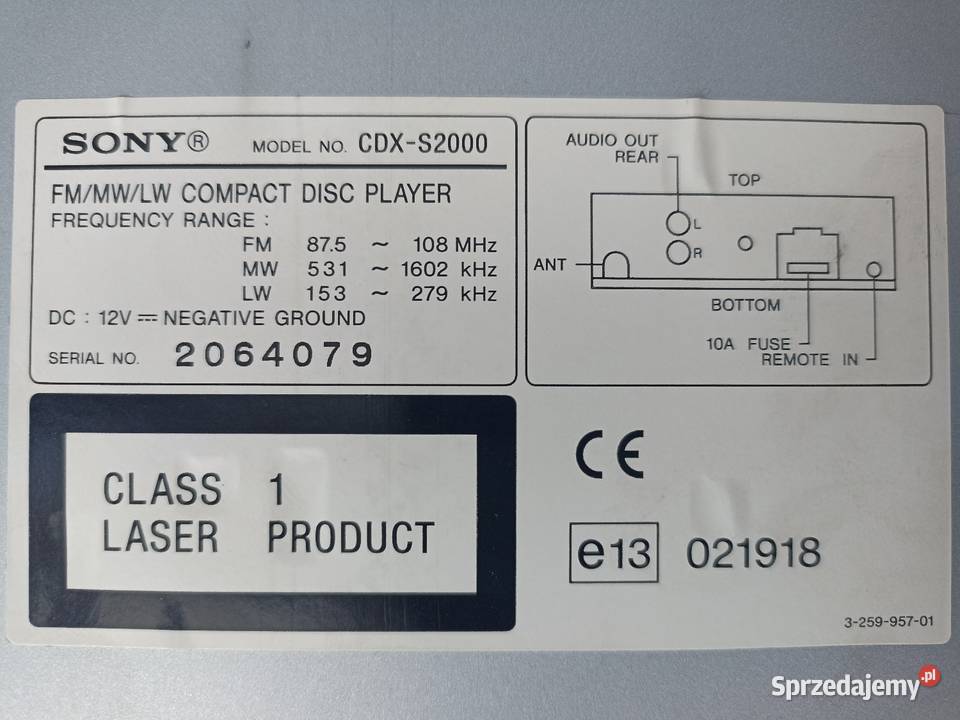 SONY® MODEL NO. CDX-S2000
FM/MW/LW COMPACT DISC PLAYER
FREQUENCY RANGE :
FM 87.5 ~ 108 MHz
MW 531 ~ 1602 kHz
LW 153 ~ 279 kHz
DC : 12V ⎓ NEGATIVE GROUND
SERIAL NO. 2064079
AUDIO OUT
REAR
TOP
L
R
ANT
BOTTOM
10A FUSE
REMOTE IN
CLASS 1
LASER PRODUCT
CE
e13 021918
3-259-957-01
Sprzedajemy.pl